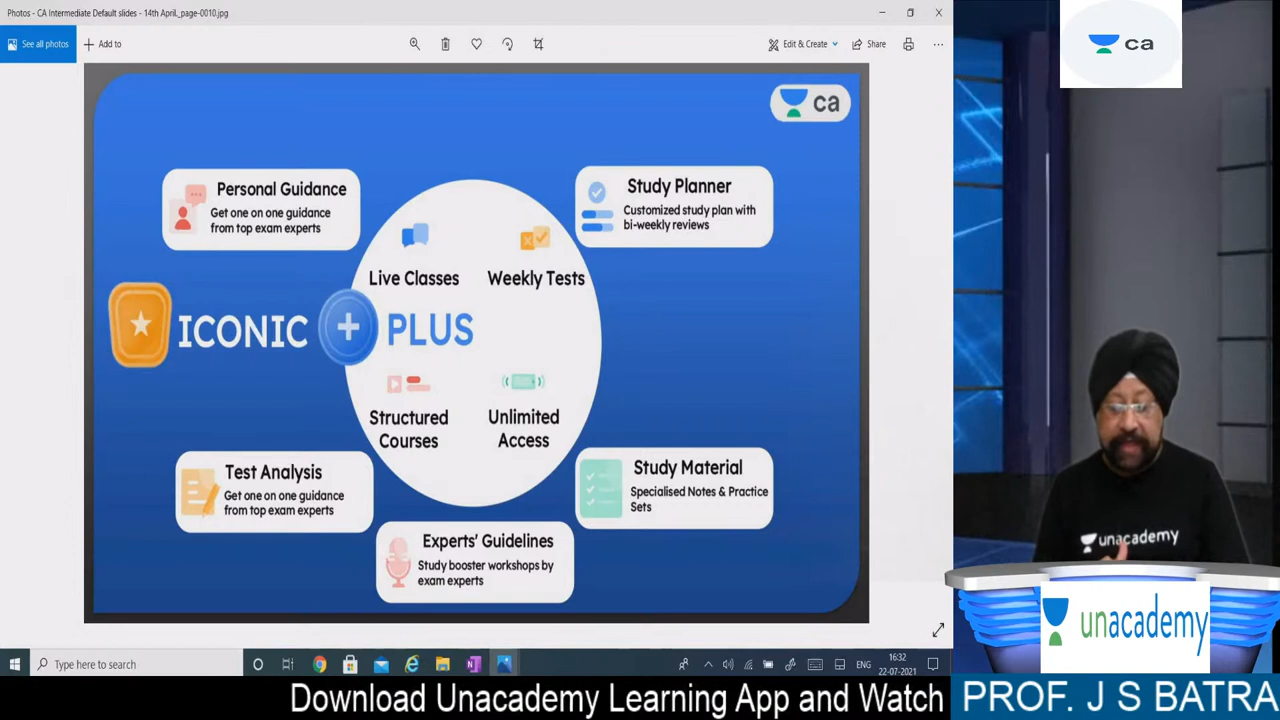 Photos - CA Intermediate Default slides - 14th April,_page-0010.jpg
See all photos
Add to
Edit & Create
Share
ca
ca
Personal Guidance
Get one on one guidance
from top exam experts
Study Planner
Customized study plan with
bi-weekly reviews
Live Classes
Weekly Tests
ICONIC
PLUS
Structured
Courses
Unlimited
Access
Test Analysis
Get one on one guidance
from top exam experts
Study Material
Specialised Notes & Practice
Sets
Experts' Guidelines
Study booster workshops by
exam experts
unacademy
unacademy
Type here to search
ENG
16:32
22-07-2021
Download Unacademy Learning App and Watch
PROF. J S BATRA